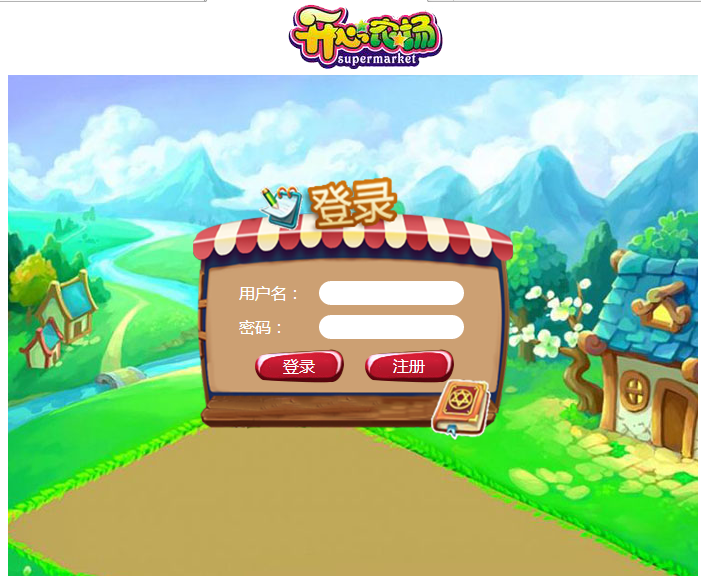 开心农场
supermarket
登录
用户名：
密码：
登录
注册